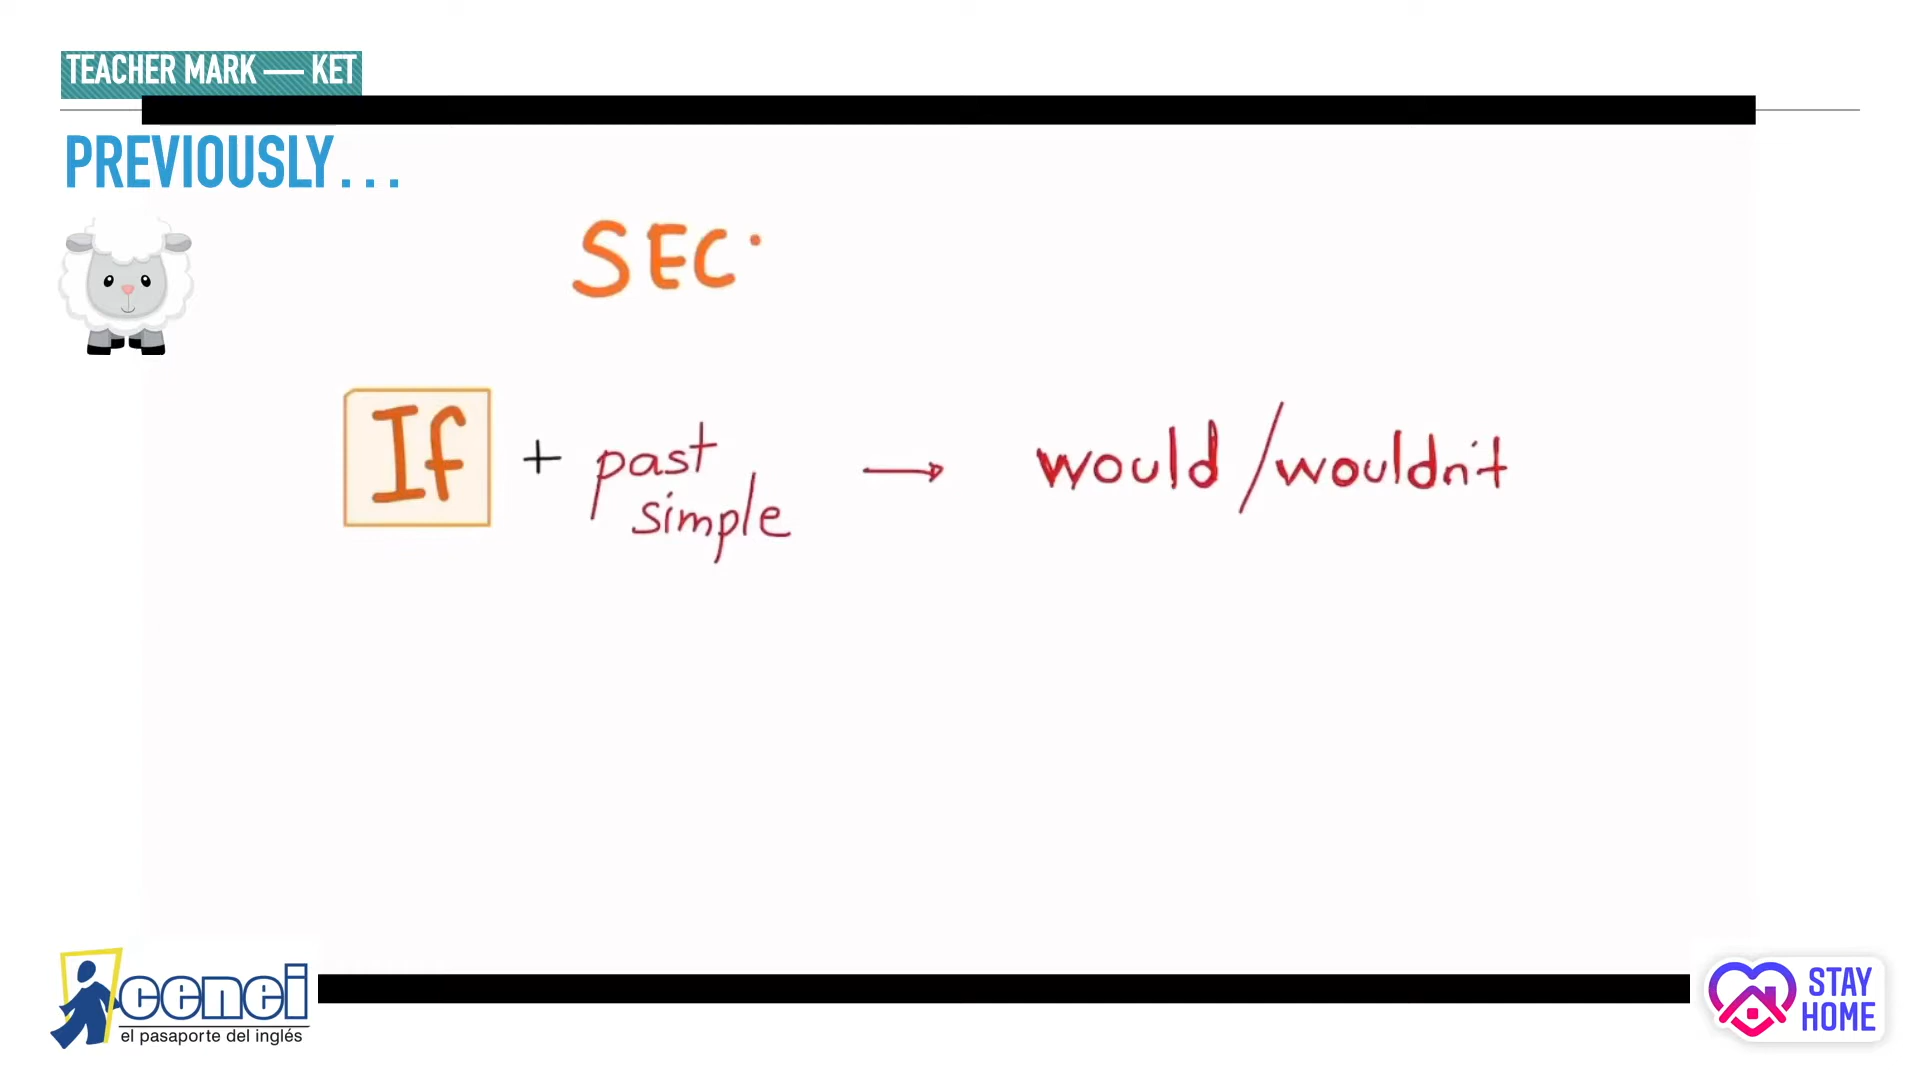 TEACHER MARK — KET
PREVIOUSLY...
SEC
If + past simple → would/wouldn't
cenei
el pasaporte del inglés
STAY
HOME